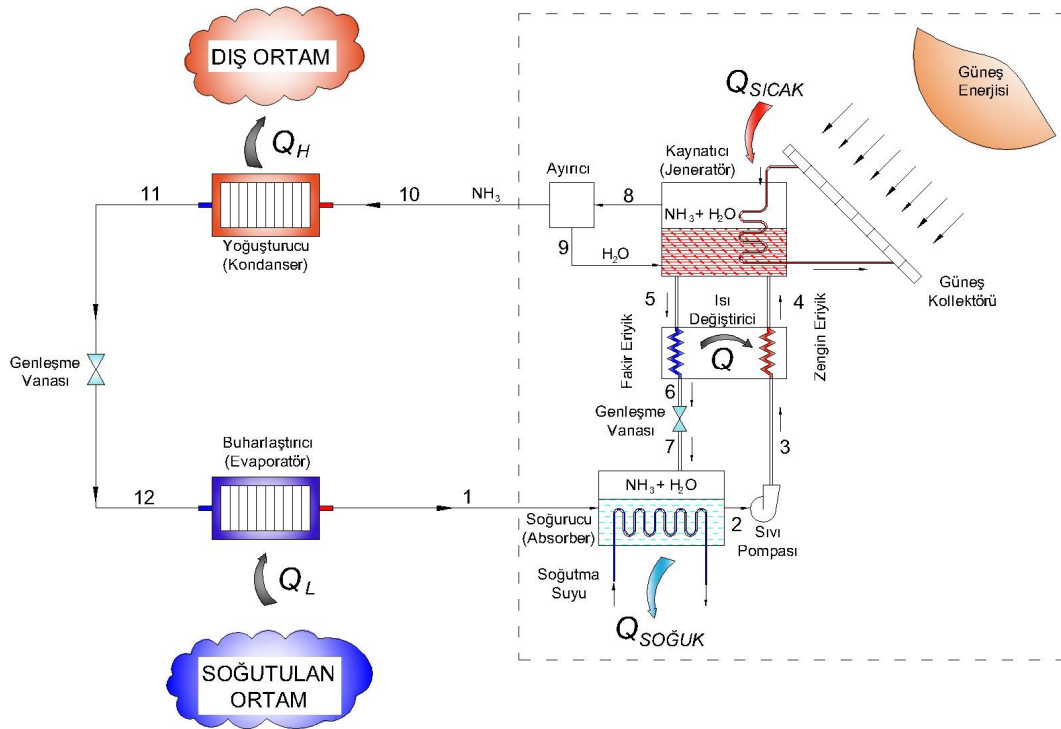 DIŞ ORTAM
Q_H
11
10
NH₃
Yoğuşturucu
(Kondanser)
Genleşme
Vanası
Buharlaştırıcı
(Evaporatör)
12
1
Q_L
SOĞUTULAN
ORTAM
Güneş
Enerjisi
Q_SICAK
Kaynatıcı
(Jeneratör)
Ayırıcı
8
NH₃ + H₂O
9
H₂O
Güneş
Kollektörü
5
Isı
Değiştirici
4
Fakir Eriyik
Q
Zengin Eriyik
6
Genleşme
Vanası
7
3
NH₃ + H₂O
Soğurucu
(Absorber)
2
Sıvı
Pompası
Soğutma
Suyu
Q_SOĞUK